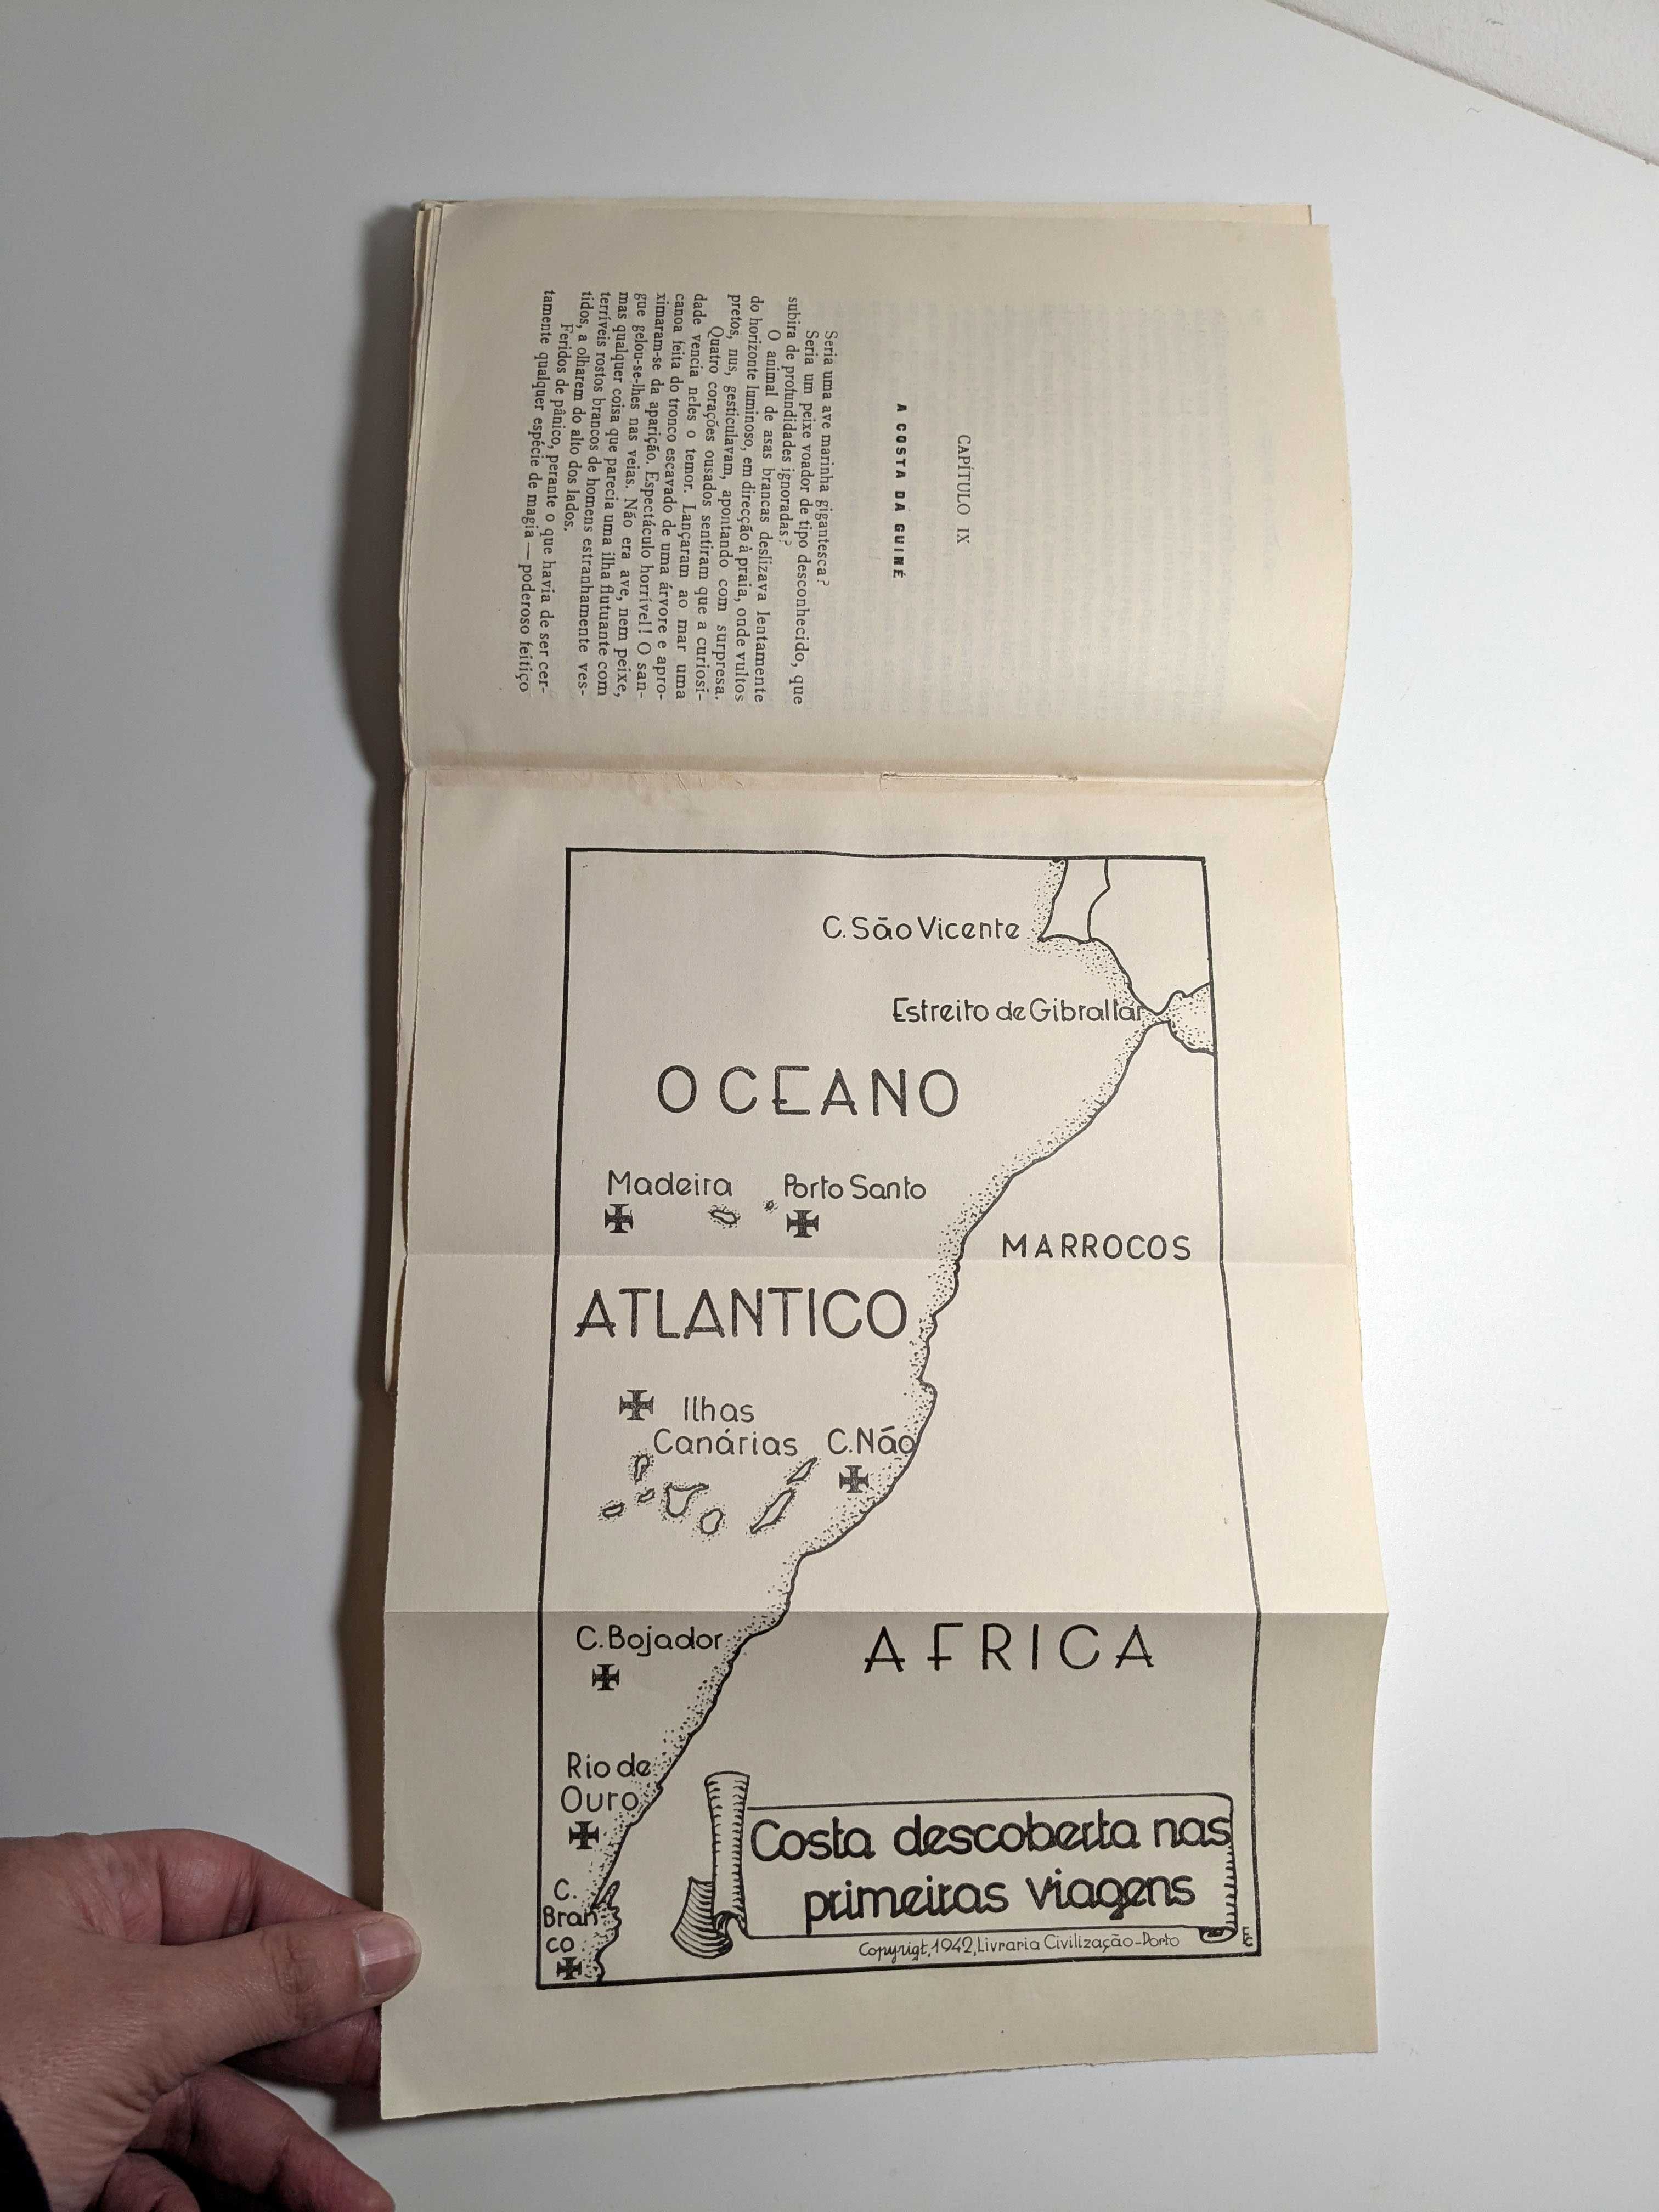 CAPÍTULO IX
A COSTA DA GUINÉ
Seria uma ave marinha gigantesca?
Seria um peixe voador de tipo desconhecido, que
subira de profundidades ignoradas?
O animal de asas brancas deslizava lentamente
do horizonte luminoso, em direcção à praia, onde vultos
pretos, nus, gesticulavam, apontando com surpresa.
Quatro corações ousados sentiram que a curiosi-
dade vencia neles o temor. Lançaram ao mar uma
canoa feita do tronco escavado de uma árvore e apro-
ximaram-se da aparição. Espectáculo horrível! O san-
gue gelou-se-lhes nas veias. Não era ave, nem peixe,
mas qualquer coisa que parecia uma ilha flutuante com
terríveis rostos brancos de homens estranhamente ves-
tidos, a olharem do alto dos lados.
Feridos de pânico, perante o que havia de ser cer-
tamente qualquer espécie de magia — poderoso feitiço
C. São Vicente
Estreito de Gibraltar
OCEANO
Madeira
Porto Santo
MARROCOS
ATLANTICO
Ilhas
Canárias
C. Não
C. Bojador
AFRICA
Rio de
Ouro
C.
Bran
co
Costa descoberta nas
primeiras viagens
Copyrigt, 1942, Livraria Civilização-Porto
EC